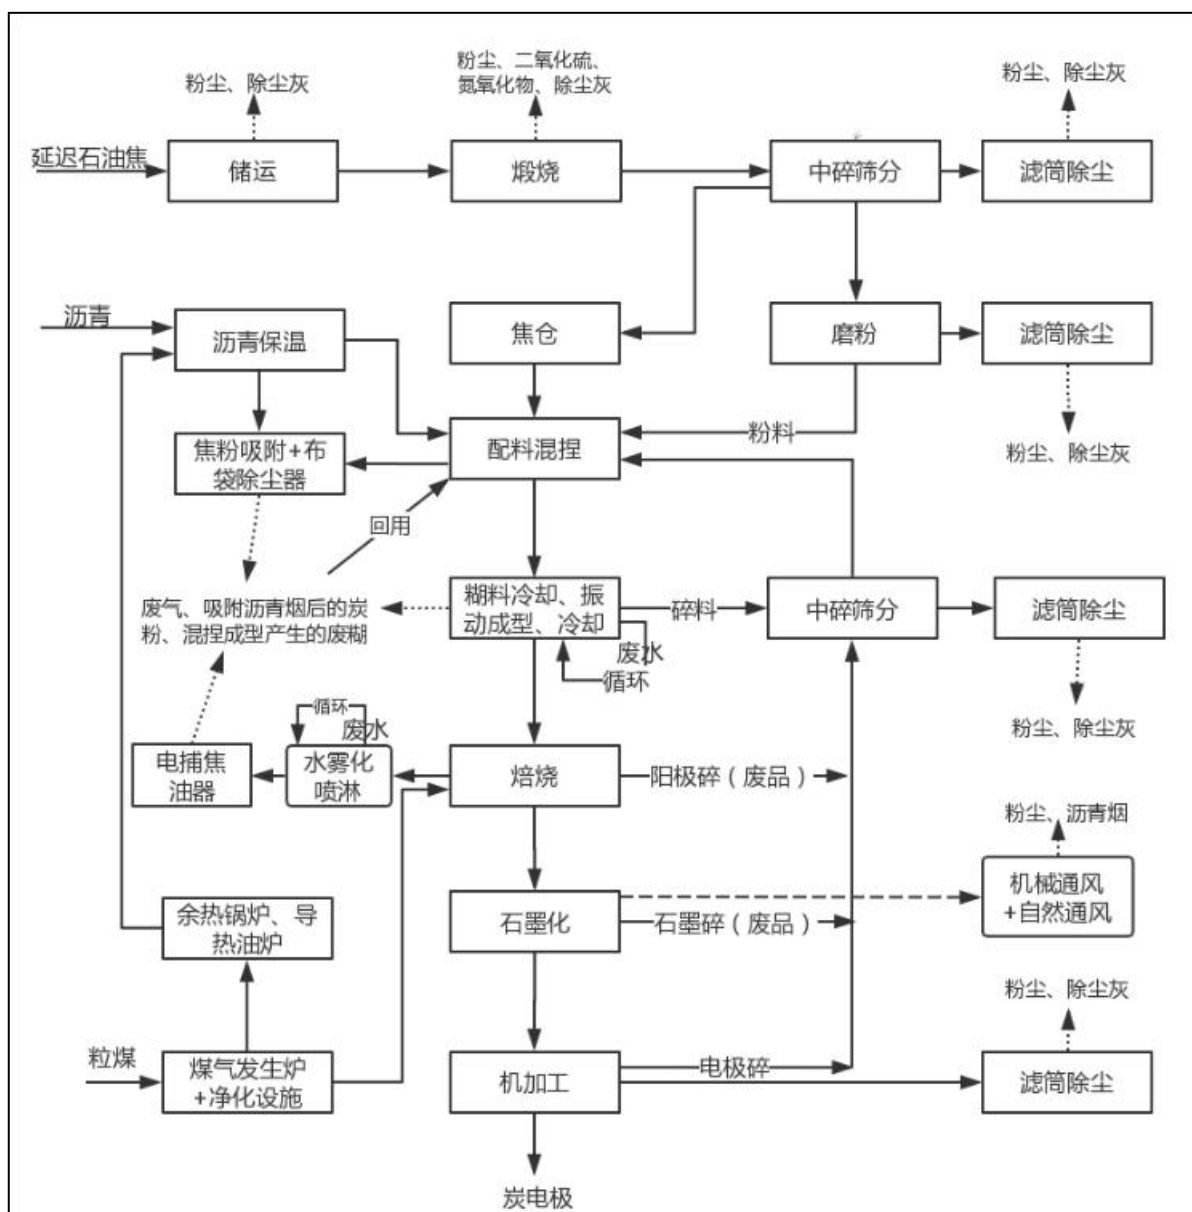 粉尘、除尘灰
粉尘、二氧化硫、
氮氧化物、除尘灰
粉尘、除尘灰
延迟石油焦
储运
煅烧
中碎筛分
滤筒除尘
沥青
沥青保温
焦仓
磨粉
滤筒除尘
焦粉吸附+布
袋除尘器
配料混捏
粉料
粉尘、除尘灰
回用
废气、吸附沥青烟后的炭
粉、混捏成型产生的废糊
糊料冷却、振
动成型、冷却
碎料
中碎筛分
滤筒除尘
废水
循环
粉尘、除尘灰
循环
废水
电捕焦
油器
水雾化
喷淋
焙烧
阳极碎（废品）
粉尘、沥青烟
余热锅炉、导
热油炉
石墨化
石墨碎（废品）
机械通风
+自然通风
粉尘、除尘灰
粒煤
煤气发生炉
+净化设施
机加工
电极碎
滤筒除尘
炭电极